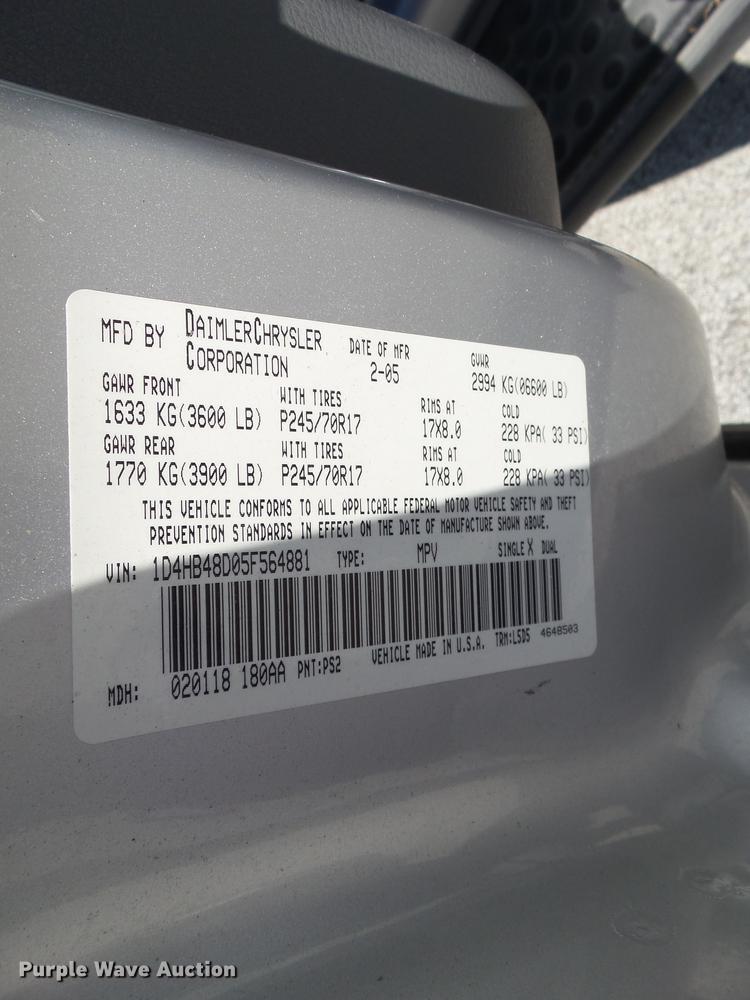 MFD BY DAIMLERCHRYSLER CORPORATION DATE OF MFR 2-05 GVWR 2994 KG(06600 LB)
GAWR FRONT WITH TIRES RIMS AT COLD
1633 KG(3600 LB) P245/70R17 17X8.0 228 KPA( 33 PSI)
GAWR REAR WITH TIRES RIMS AT COLD
1770 KG(3900 LB) P245/70R17 17X8.0 228 KPA( 33 PSI)
THIS VEHICLE CONFORMS TO ALL APPLICABLE FEDERAL MOTOR VEHICLE SAFETY AND THEFT
PREVENTION STANDARDS IN EFFECT ON THE DATE OF MANUFACTURE SHOWN ABOVE.
VIN: 1D4HB48D05F564881 TYPE: MPV SINGLE X DUAL
MDH: 020118 180AA PNT:PS2 VEHICLE MADE IN U.S.A. TRM:L5D5 4648503
Purple Wave Auction